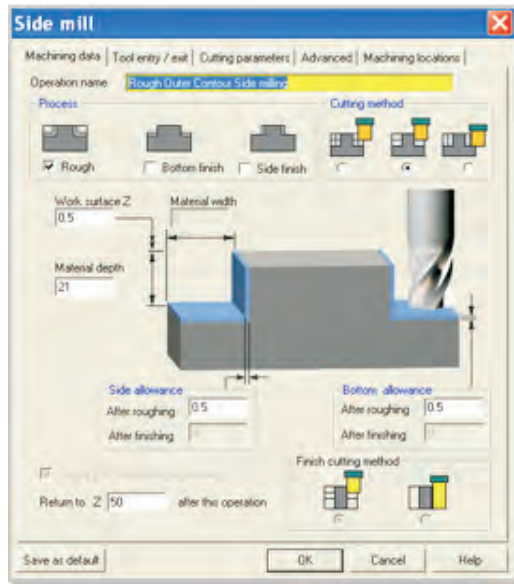 Side mill
Machining data Tool entry / exit Cutting parameters Advanced Machining locations
Operation name Rough Outer Contour Side milling
Process Cutting method
Rough Bottom finish Side finish
Work surface Z Material width
0.5
Material depth
21
Side allowance Bottom allowance
After roughing 0.5 After roughing 0.5
After finishing After finishing
Finish cutting method
Return to Z 50 after this operation
Save as default OK Cancel Help